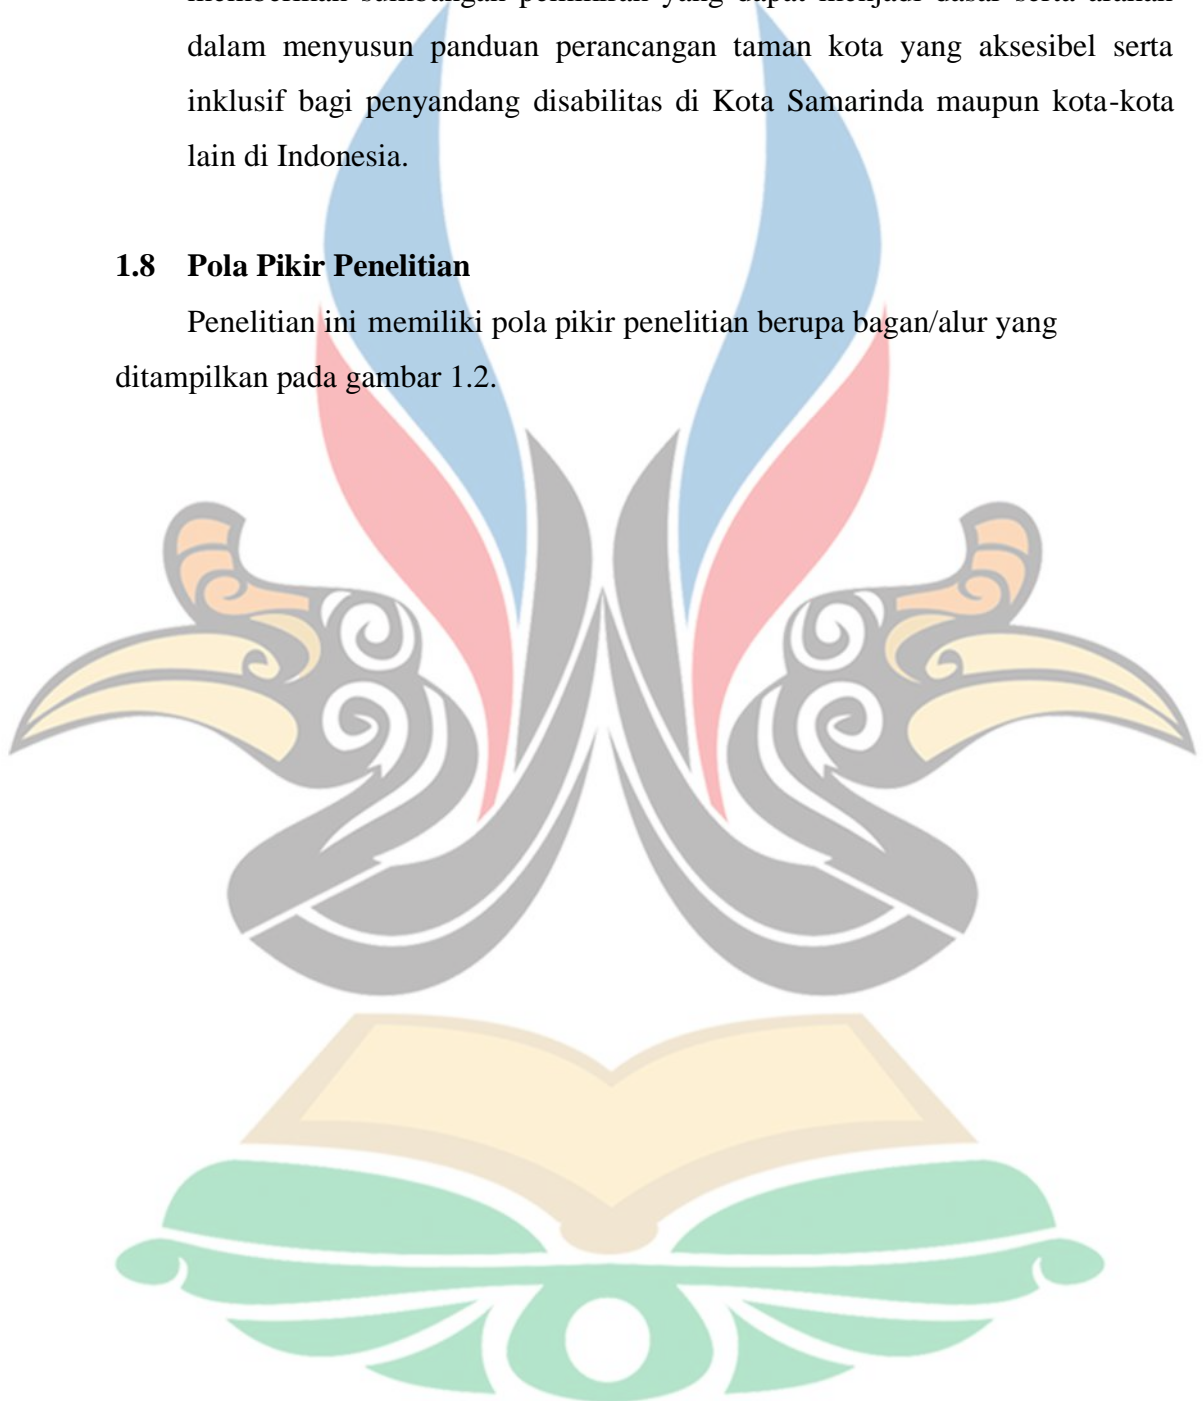 dalam menyusun panduan perancangan taman kota yang aksesibel serta
inklusif bagi penyandang disabilitas di Kota Samarinda maupun kota-kota
lain di Indonesia.
1.8 Pola Pikir Penelitian
Penelitian ini memiliki pola pikir penelitian berupa bagan/alur yang
ditampilkan pada gambar 1.2.